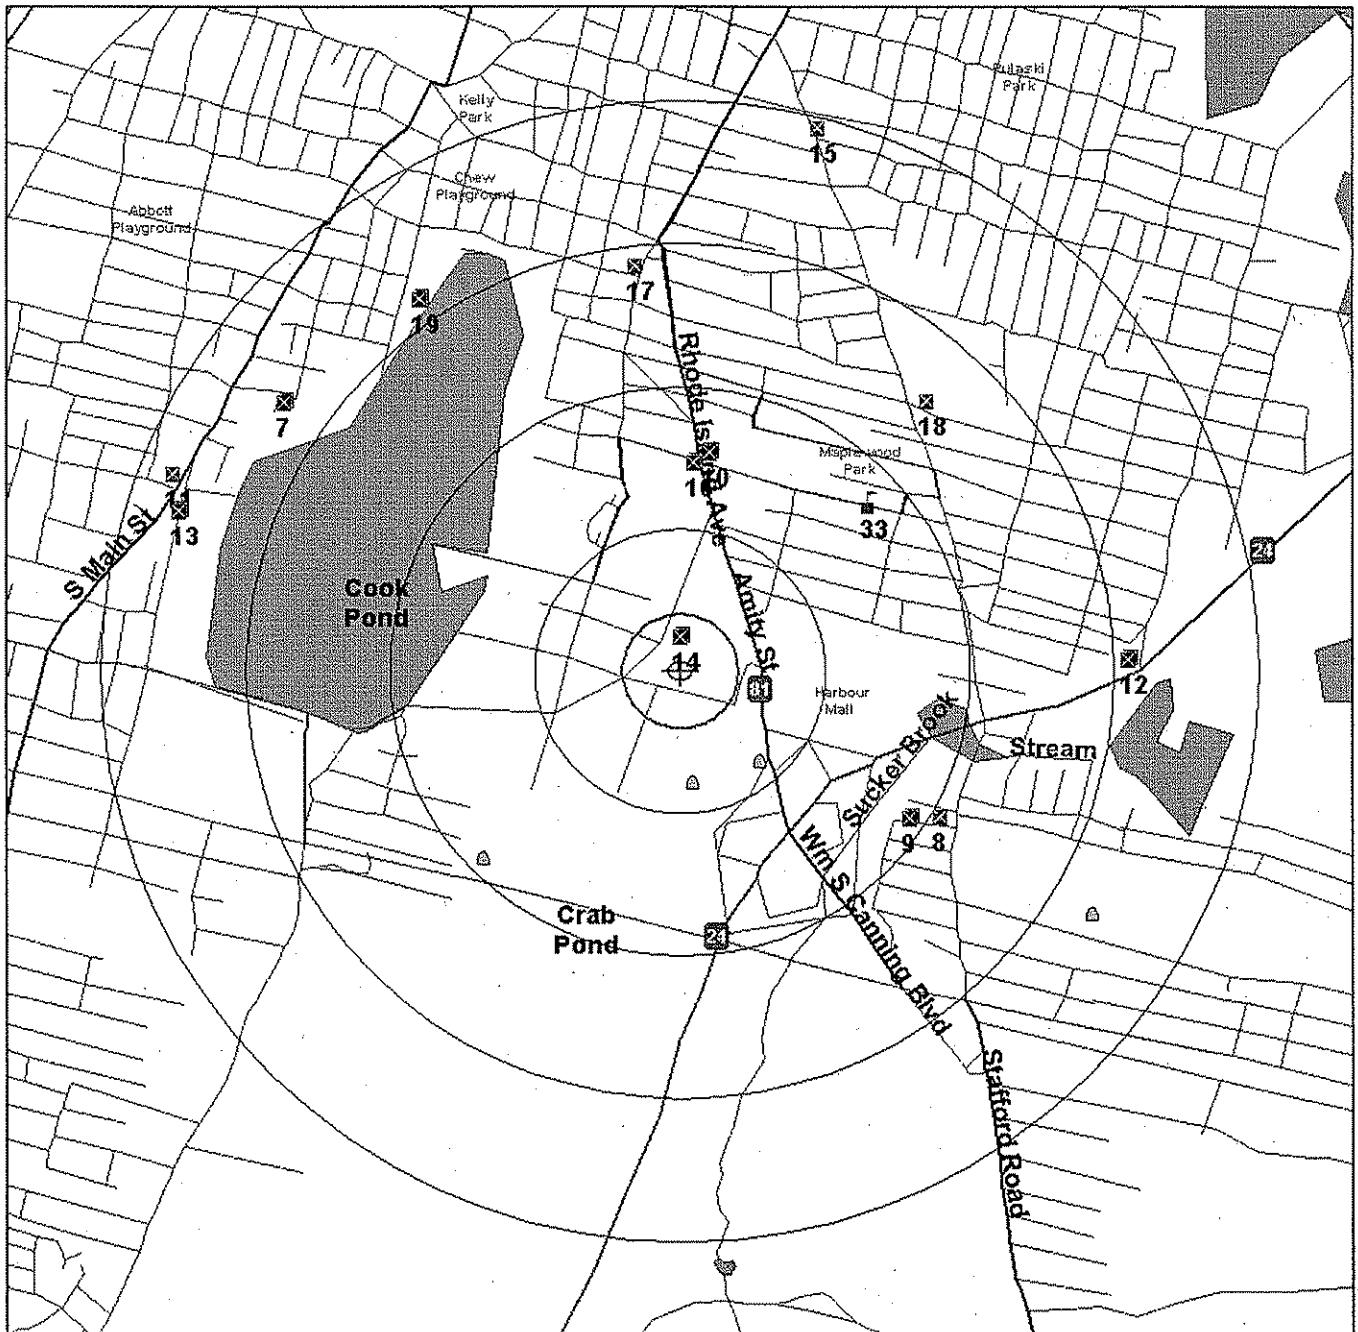 Pulaski
Park
Kelly
Park
15
Chew
Playground
Abbott
Playground
17
19
Rhode Island Ave
7
18
Maplewood
Park
33
13
S Main St
24
Cook
Pond
Amity St
14
12
81
Harbour
Mall
Sucker Brook
Stream
9
8
Wm S Canning Blvd
Crab
Pond
24
Stafford Road